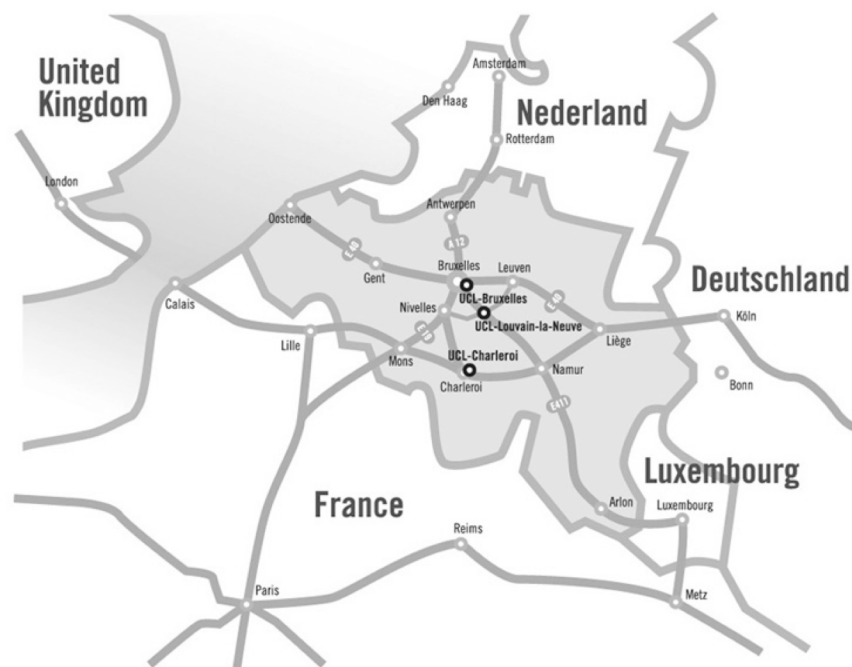 United
Kingdom
Amsterdam
Den Haag
Nederland
Rotterdam
London
Antwerpen
Oostende
A 12
Bruxelles
Leuven
Gent
Deutschland
UCL-Bruxelles
Calais
Nivelles
UCL-Louvain-la-Neuve
Köln
Lille
Liège
Mons
UCL-Charleroi
Namur
Charleroi
Bonn
E411
Luxembourg
France
Arlon
Luxembourg
Reims
Paris
Metz